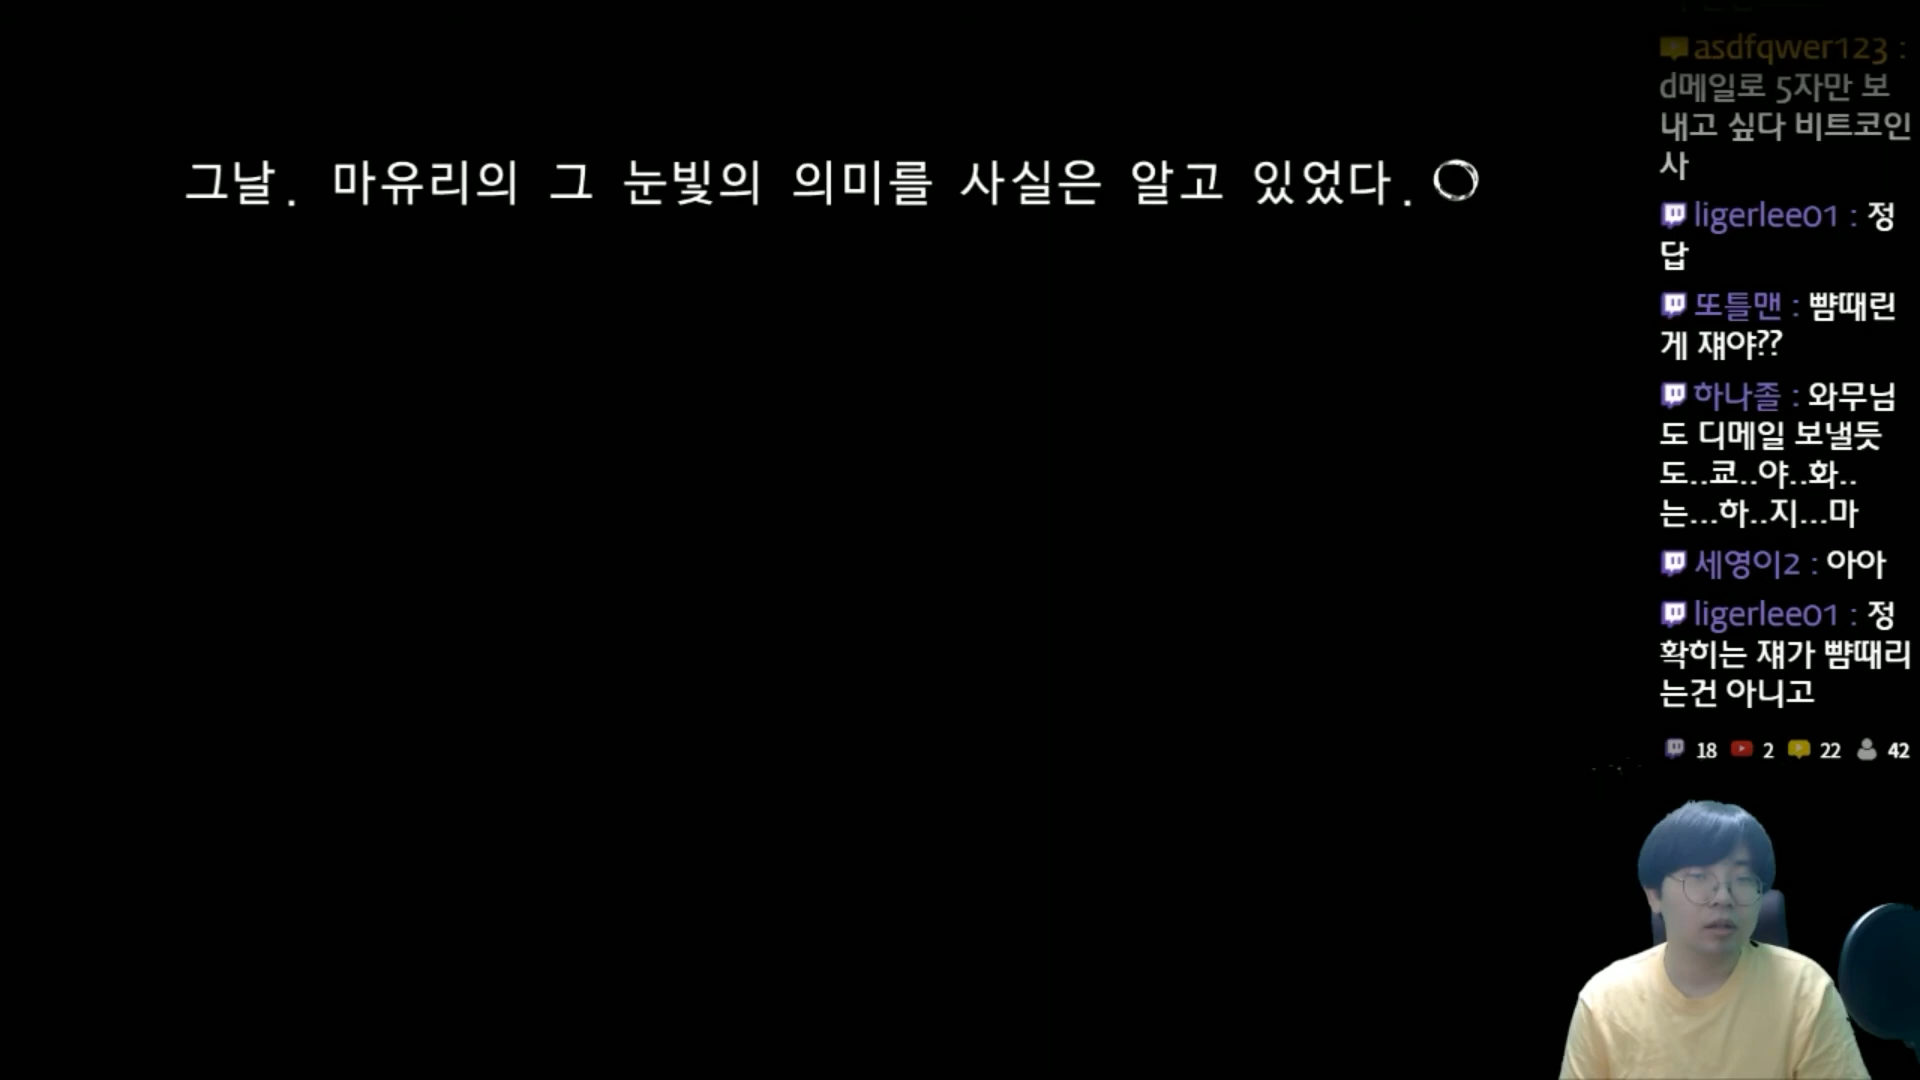 그날. 마유리의 그 눈빛의 의미를 사실은 알고 있었다.
asdfqwer123 :
d메일로 5자만 보
내고 싶다 비트코인
사
ligerlee01 : 정
답
또틀맨 : 뺨때린
게 쟤야??
하나졸 : 와무님
도 디메일 보낼듯
도..쿄..야..화..
는...하..지...마
세영이2 : 아아
ligerlee01 : 정
확히는 쟤가 뺨때리
는건 아니고
18 2 22 42